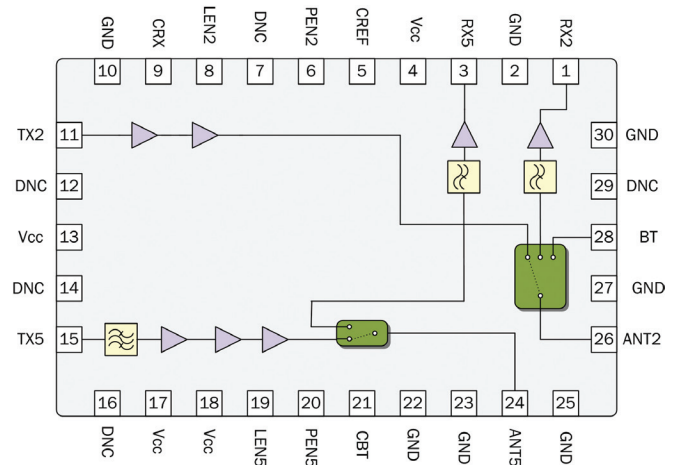 GND CRX LEN2 DNC PEN2 CREF Vcc RX5 GND RX2
10 9 8 7 6 5 4 3 2 1
TX2 11 30 GND
DNC 12 29 DNC
Vcc 13 28 BT
DNC 14 27 GND
TX5 15 26 ANT2
16 17 18 19 20 21 22 23 24 25
DNC Vcc Vcc LEN5 PEN5 CBT GND GND ANT5 GND